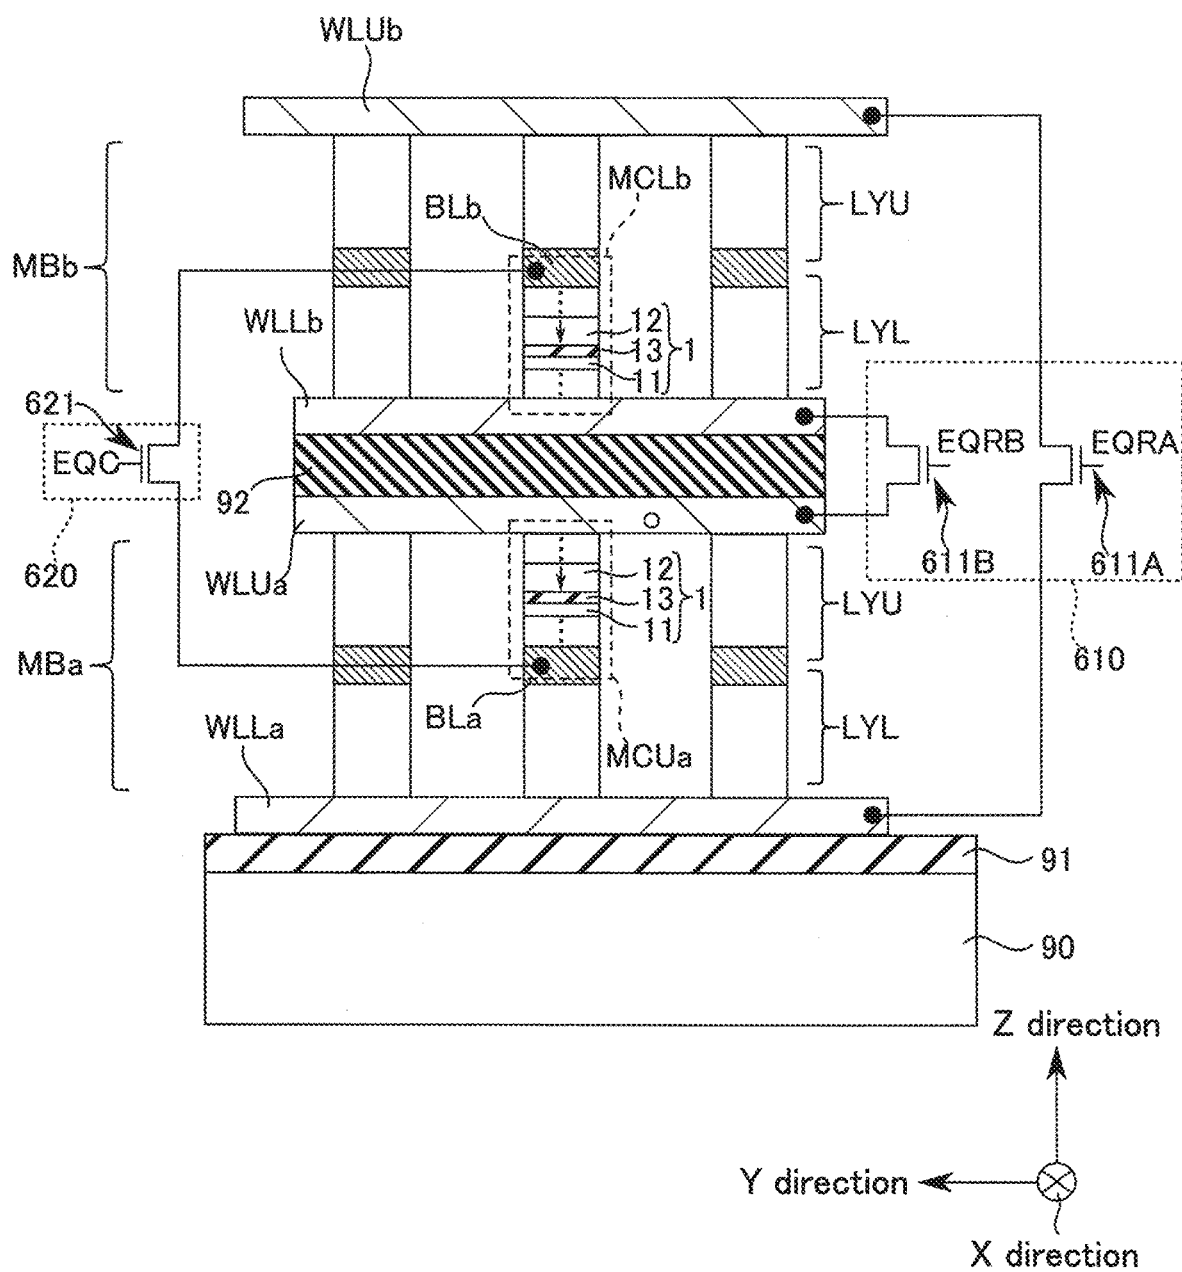 WLUb
MCLb
BLb
LYU
MBb
WLLb
12
13
11
1
LYL
621
EQC
EQRB
EQRA
92
620
WLUa
611B
611A
12
13
11
1
LYU
610
MBa
BLa
MCUa
LYL
WLLa
91
90
Z direction
Y direction
X direction